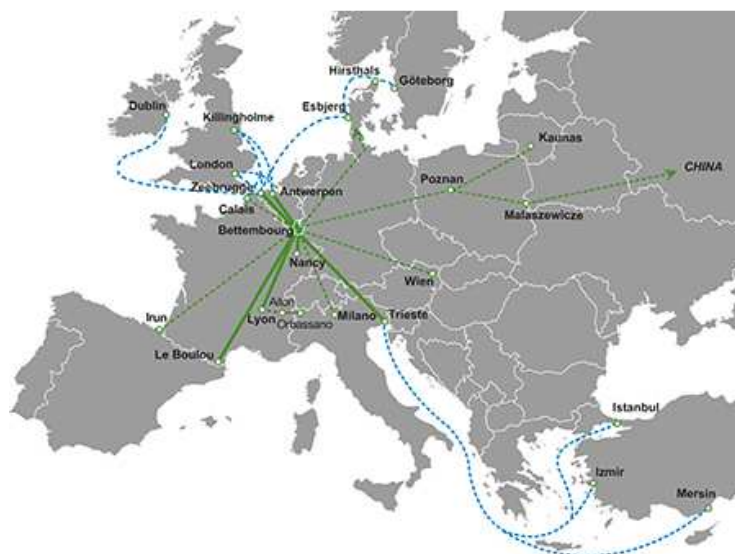 Hirsthals
Göteborg
Dublin
Esbjerg
Killingholme
Kaunas
London
CHINA
Zeebrugge
Antwerpen
Poznan
Calais
Malaszewicze
Bettembourg
Nancy
Wien
Aiton
Irun
Lyon
Orbassano
Milano
Trieste
Le Boulou
Istanbul
Izmir
Mersin